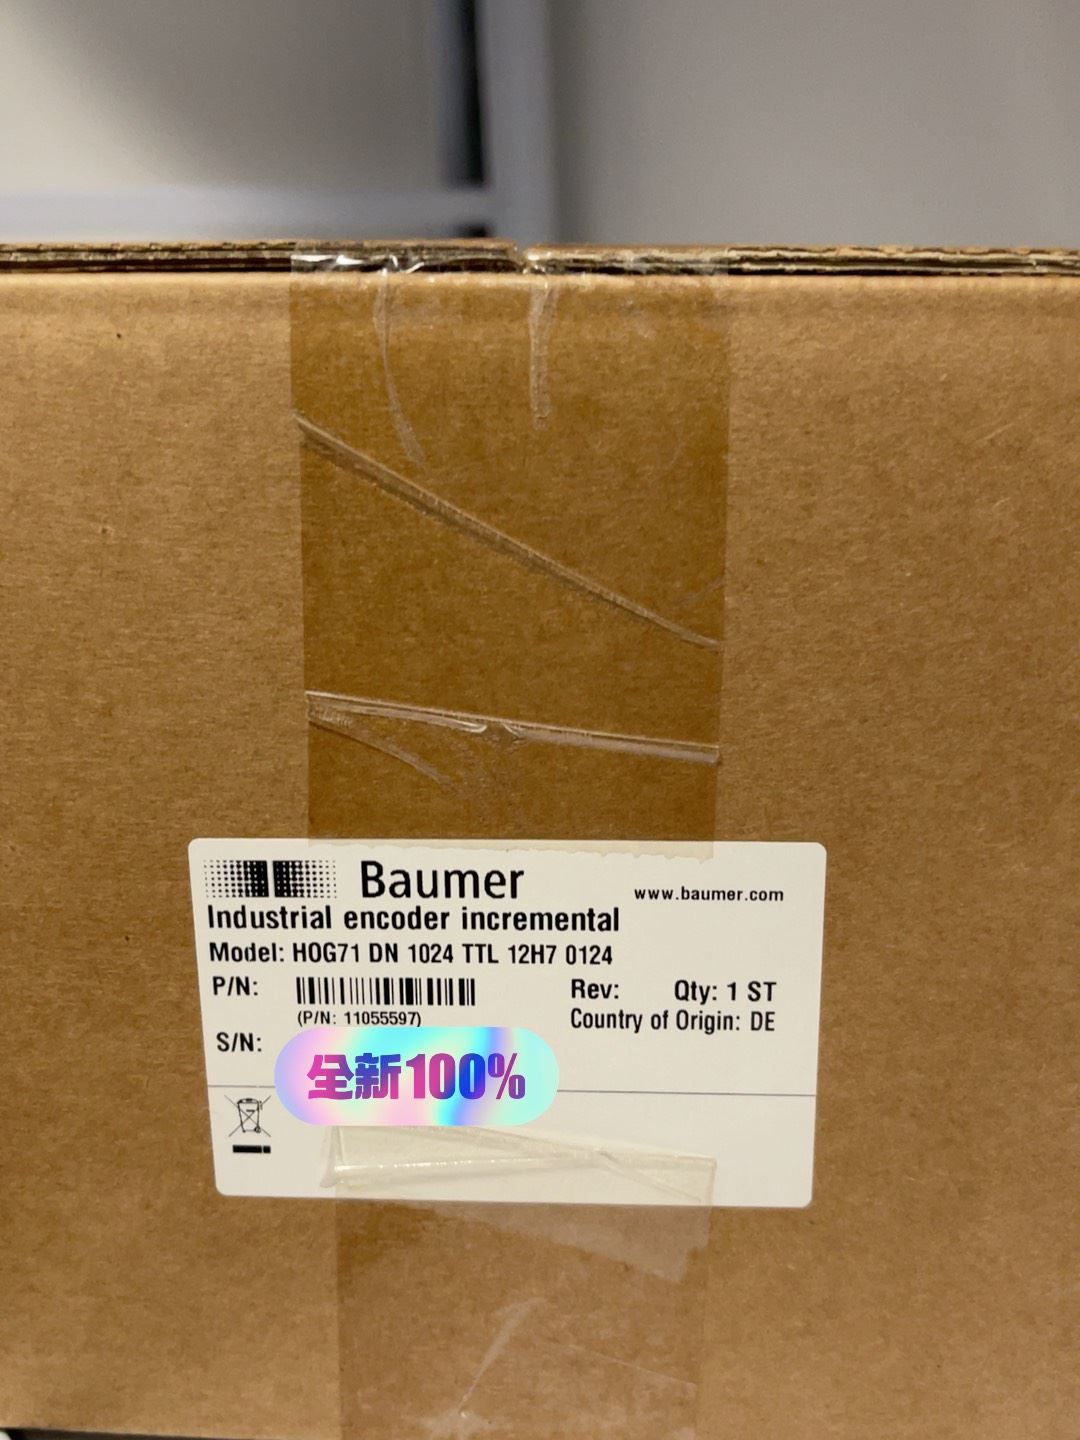 Baumer
www.baumer.com
Industrial encoder incremental
Model: HOG71 DN 1024 TTL 12H7 0124
P/N:
Rev: Qty: 1 ST
(P/N: 11055597)
Country of Origin: DE
S/N:
全新100%